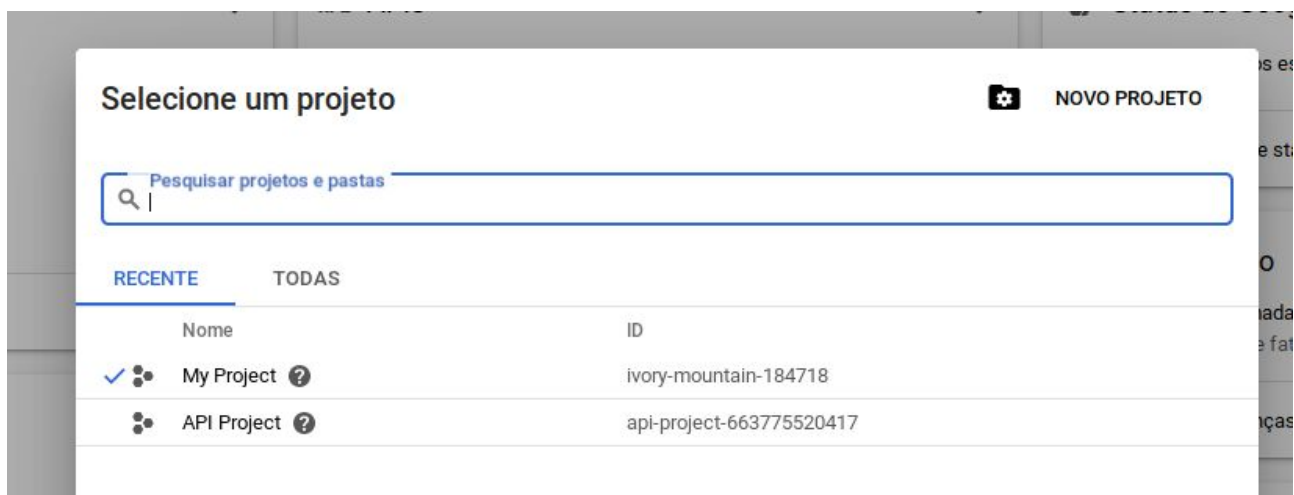 Selecione um projeto
NOVO PROJETO
Pesquisar projetos e pastas
RECENTE TODAS
Nome ID
My Project ivory-mountain-184718
API Project api-project-663775520417